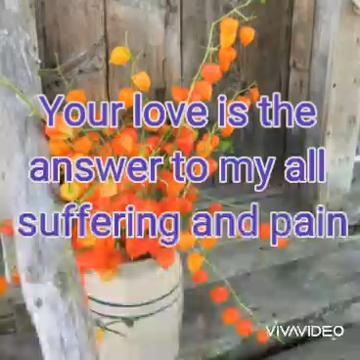 Your love is the
answer to my all
suffering and pain
VIVAVIDEO